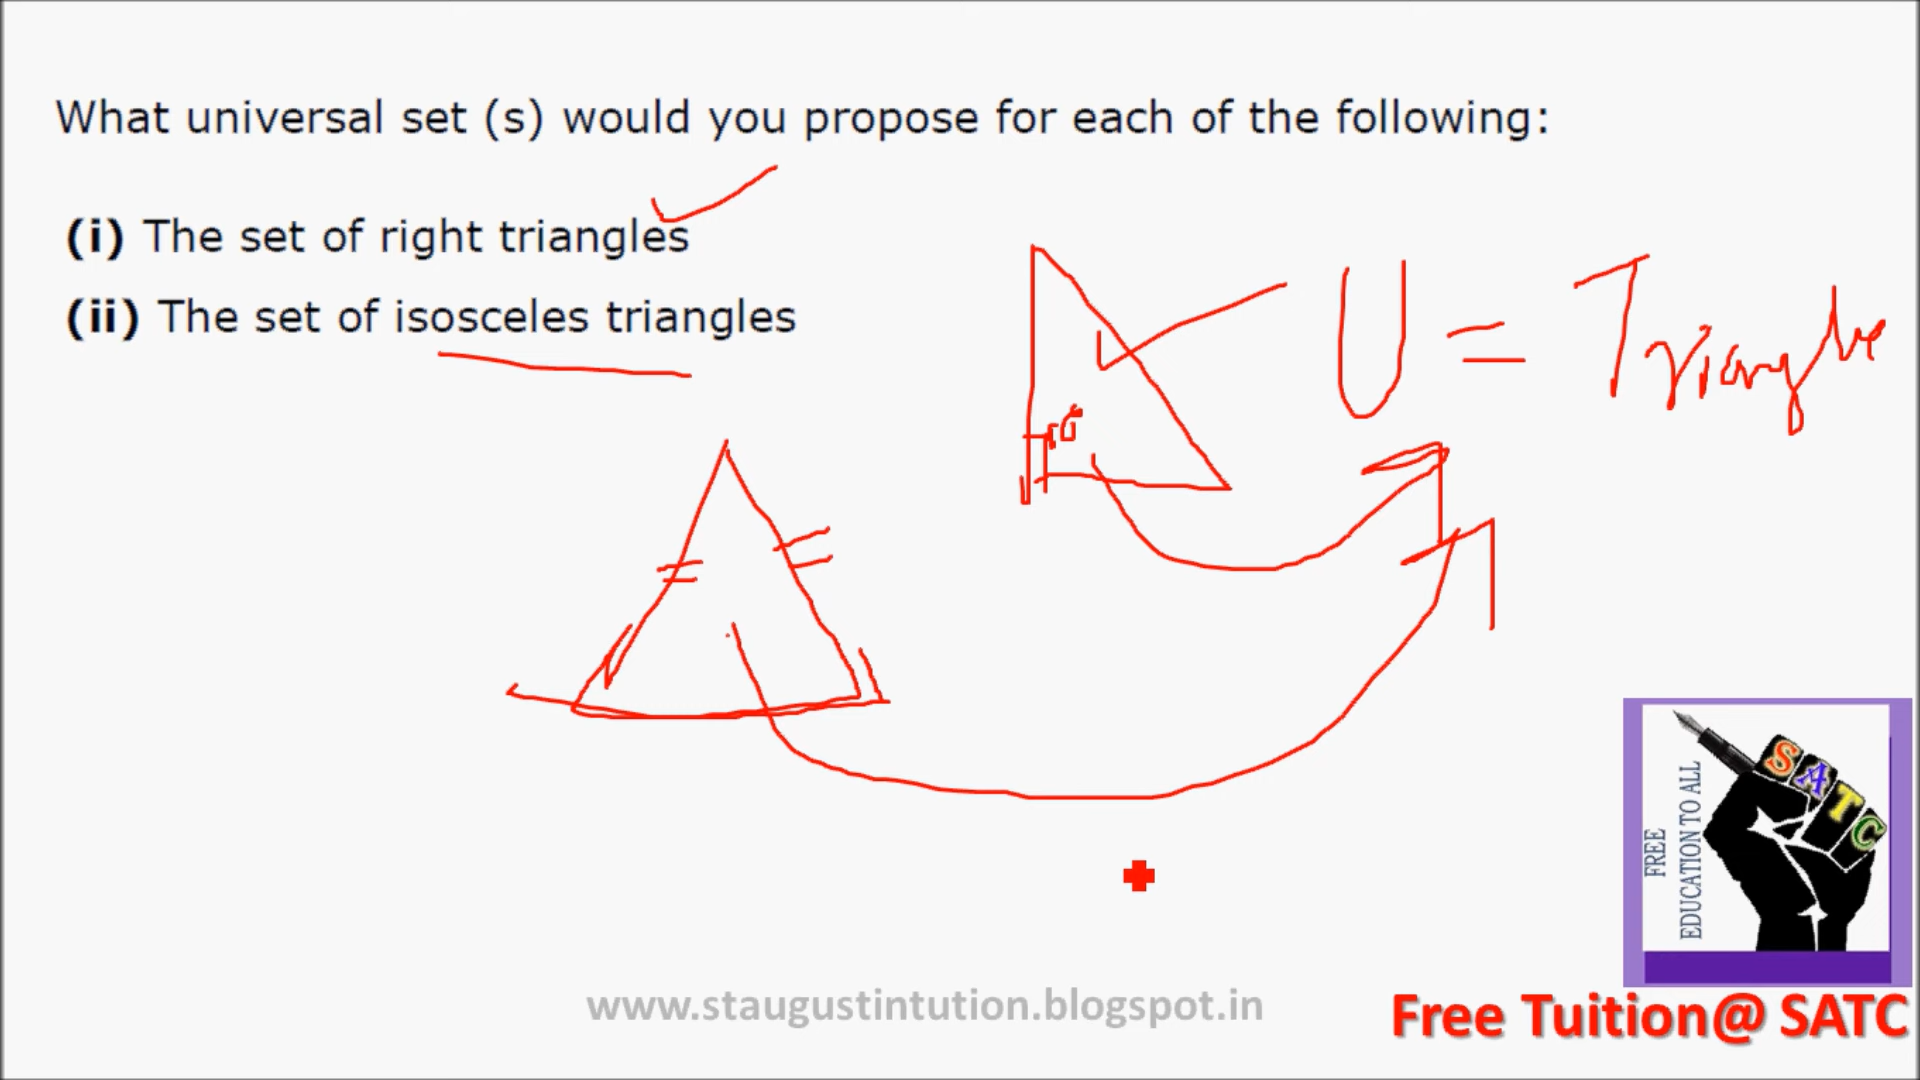 What universal set (s) would you propose for each of the following:
(i) The set of right triangles
(ii) The set of isosceles triangles
U = Triangle
FREE
EDUCATION TO ALL
SATC
www.staugustintution.blogspot.in
Free Tuition@ SATC